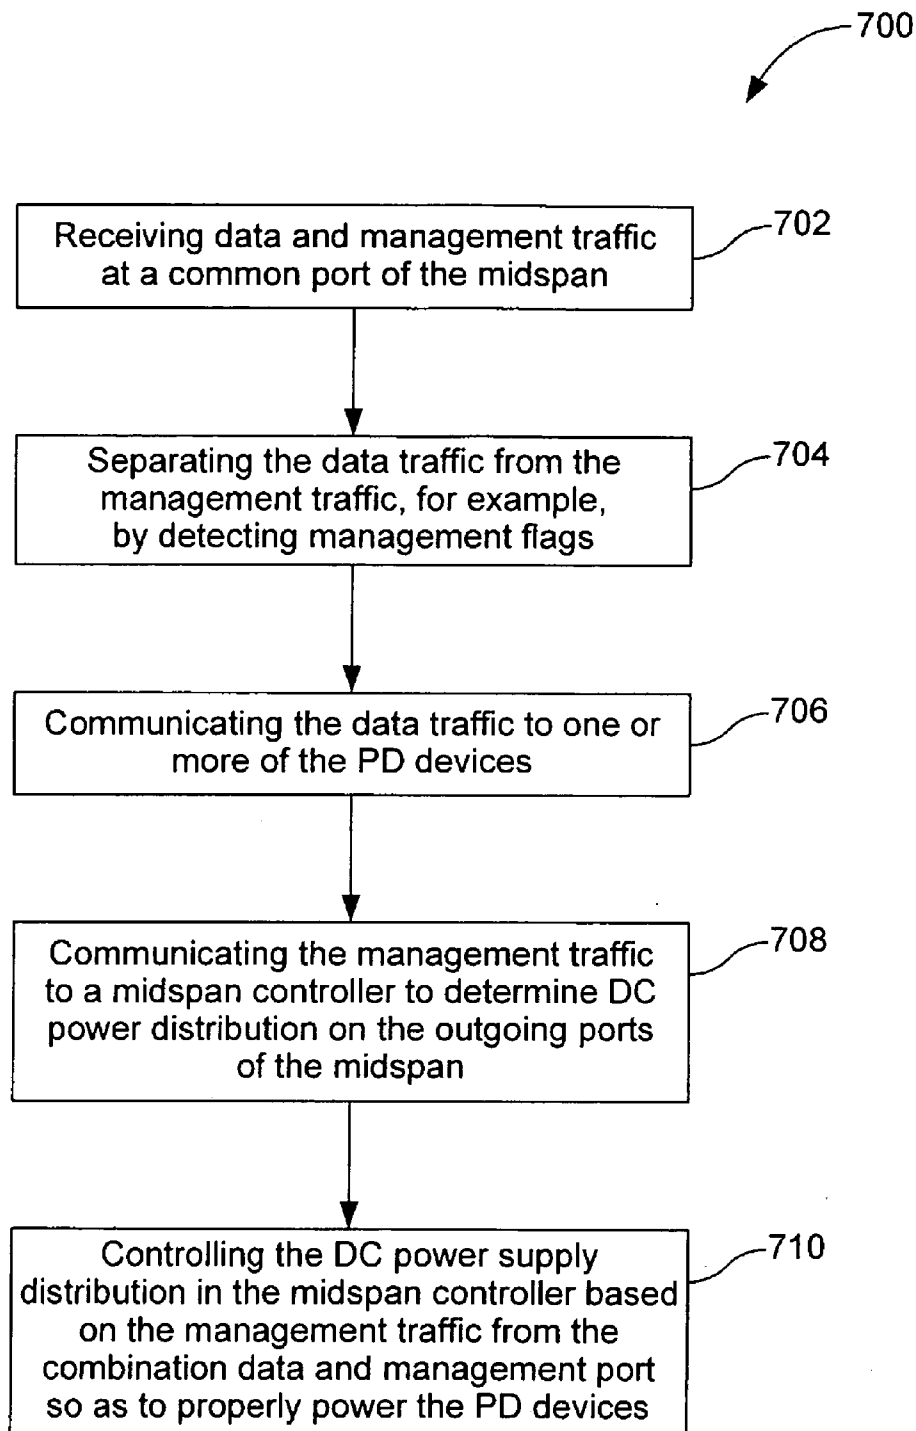 700
702
Receiving data and management traffic
at a common port of the midspan
704
Separating the data traffic from the
management traffic, for example,
by detecting management flags
706
Communicating the data traffic to one or
more of the PD devices
708
Communicating the management traffic
to a midspan controller to determine DC
power distribution on the outgoing ports
of the midspan
710
Controlling the DC power supply
distribution in the midspan controller based
on the management traffic from the
combination data and management port
so as to properly power the PD devices